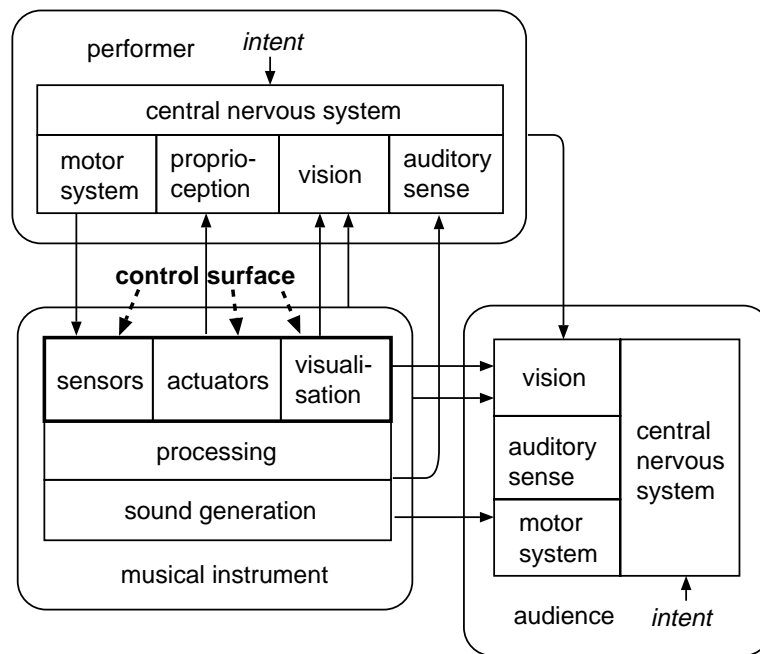 performer
intent
central nervous system
motor
system
proprio-
ception
vision
auditory
sense
control surface
sensors
actuators
visuali-
sation
processing
sound generation
musical instrument
vision
auditory
sense
motor
system
central
nervous
system
audience
intent